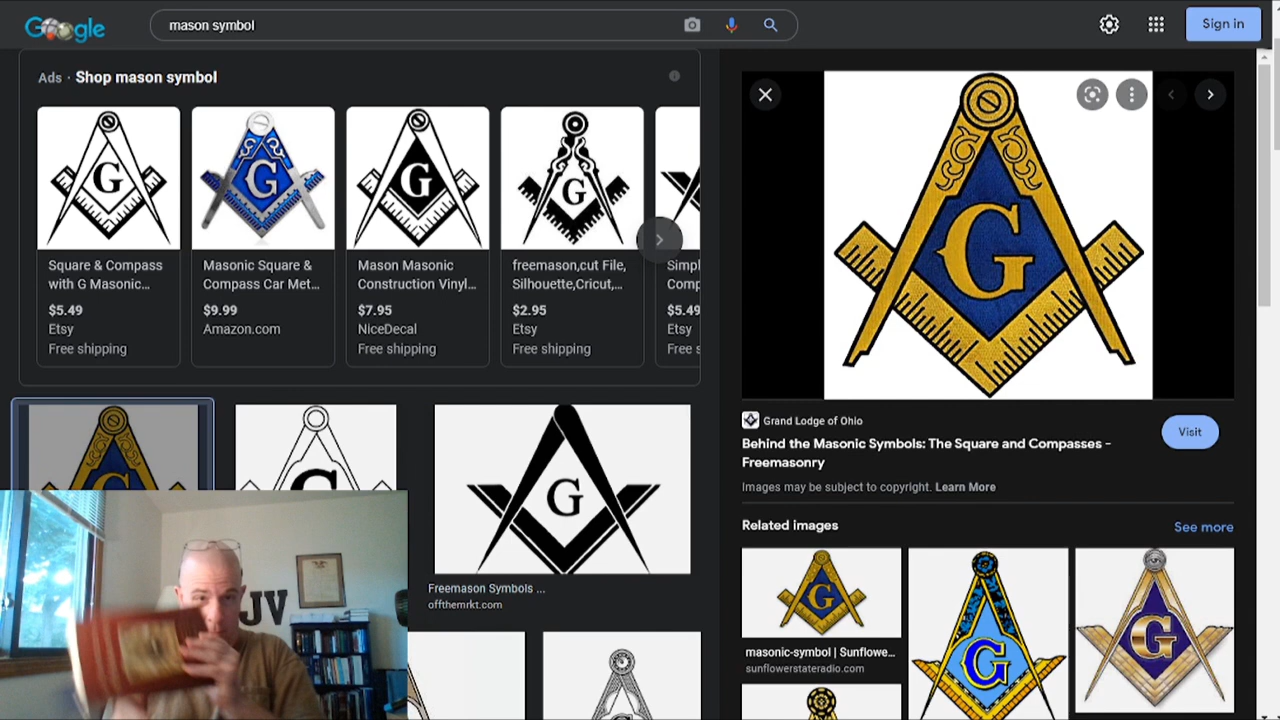 Google
mason symbol
Sign in
Ads · Shop mason symbol
G
G
G
G
Square & Compass
with G Masonic...
$5.49
Etsy
Free shipping
Masonic Square &
Compass Car Met...
$9.99
Amazon.com
Mason Masonic
Construction Vinyl...
$7.95
NiceDecal
Free shipping
freemason,cut File,
Silhouette,Cricut,...
$2.95
Etsy
Free shipping
Simpl
Comp
$5.49
Etsy
Free s
G
Grand Lodge of Ohio
Behind the Masonic Symbols: The Square and Compasses -
Freemasonry
Visit
Images may be subject to copyright. Learn More
G
Freemason Symbols ...
offthemrkt.com
Related images
See more
G
masonic-symbol | Sunflowe...
sunflowerstateradio.com
G
G
JV